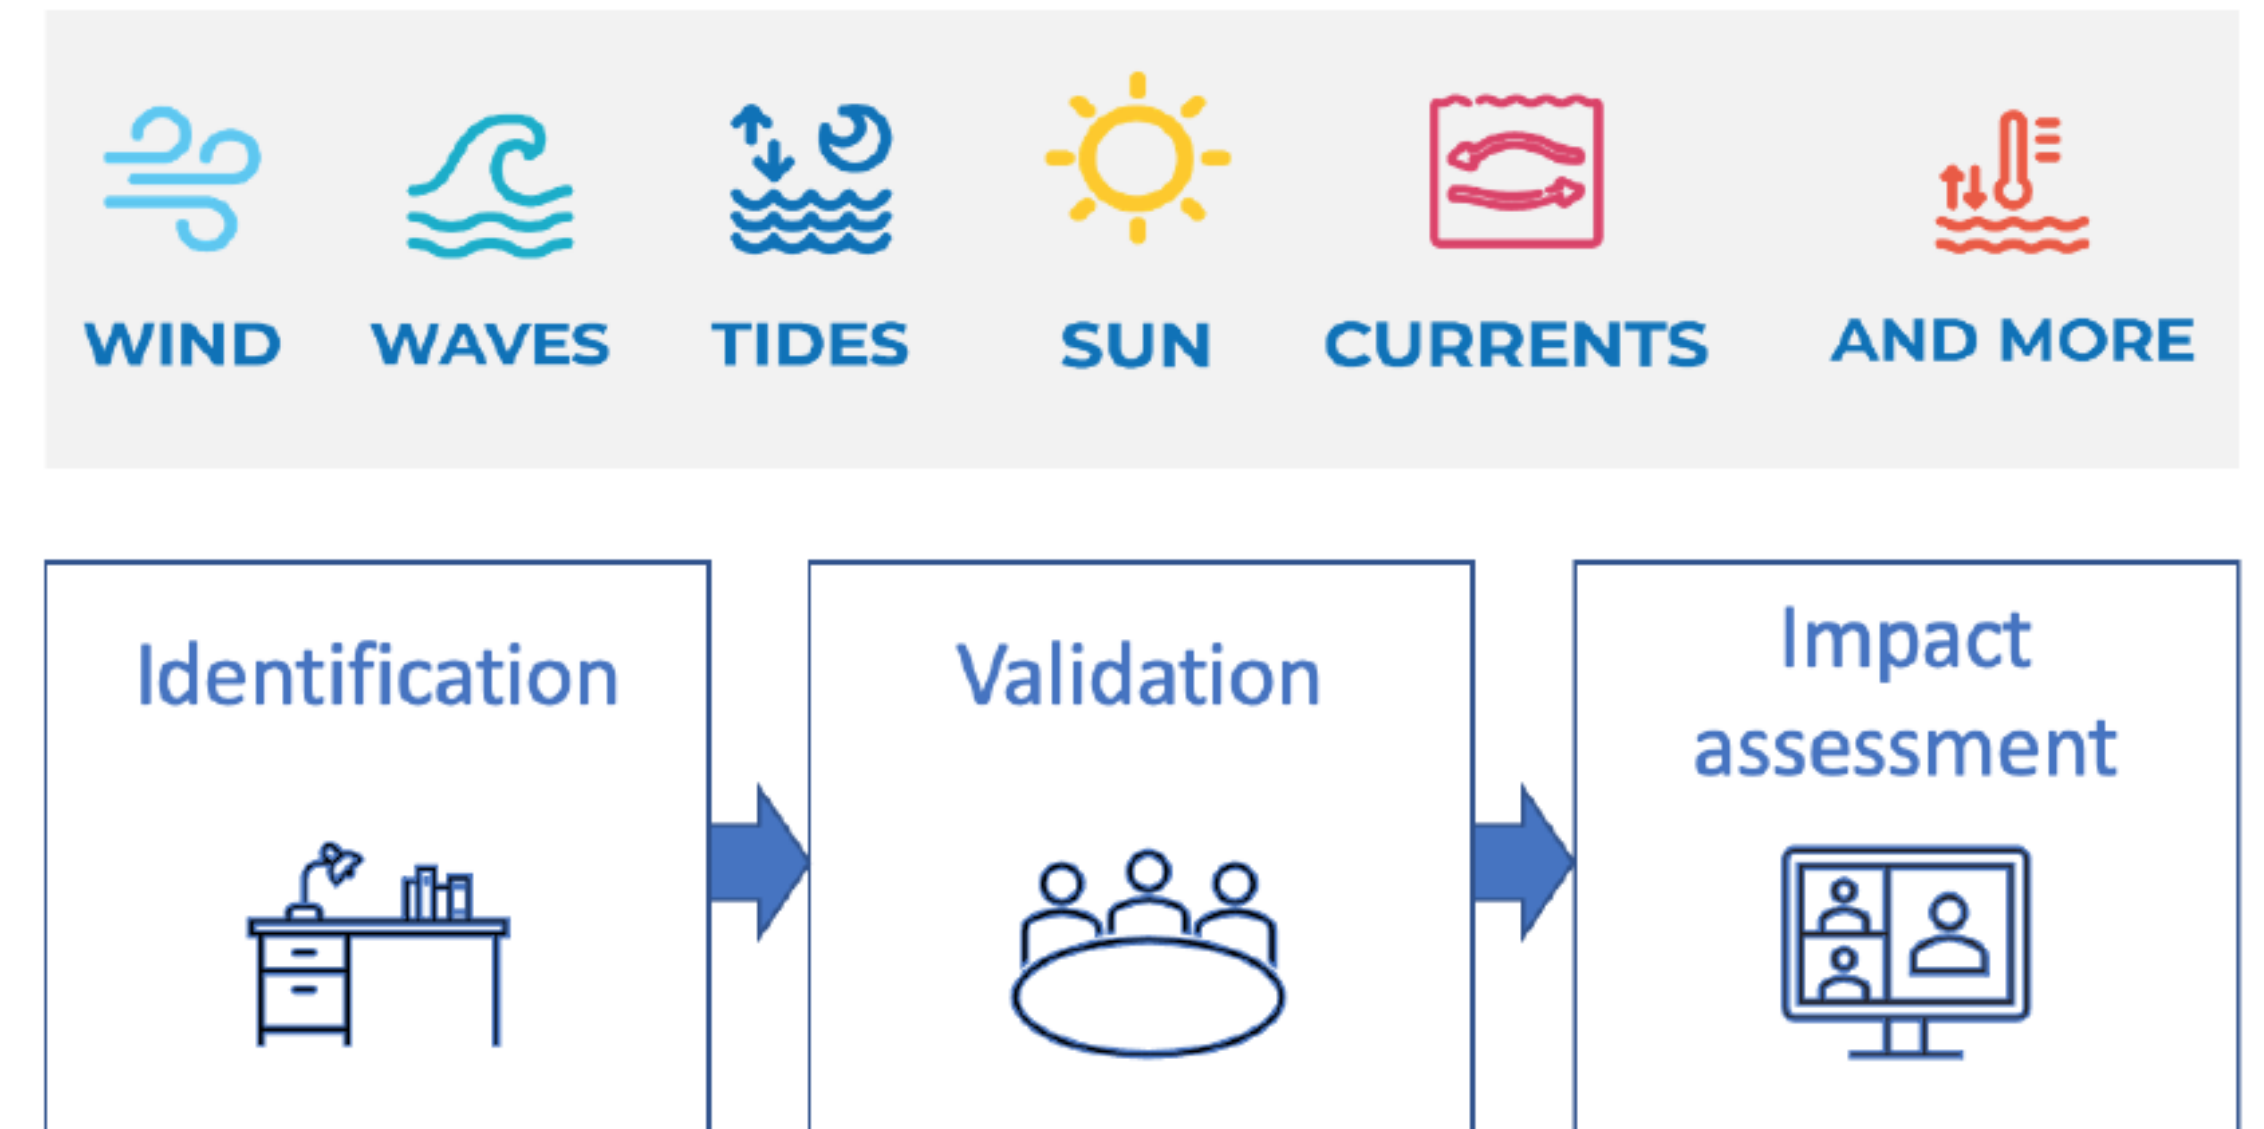 WIND WAVES TIDES SUN CURRENTS AND MORE
Identification
Validation
Impact
assessment